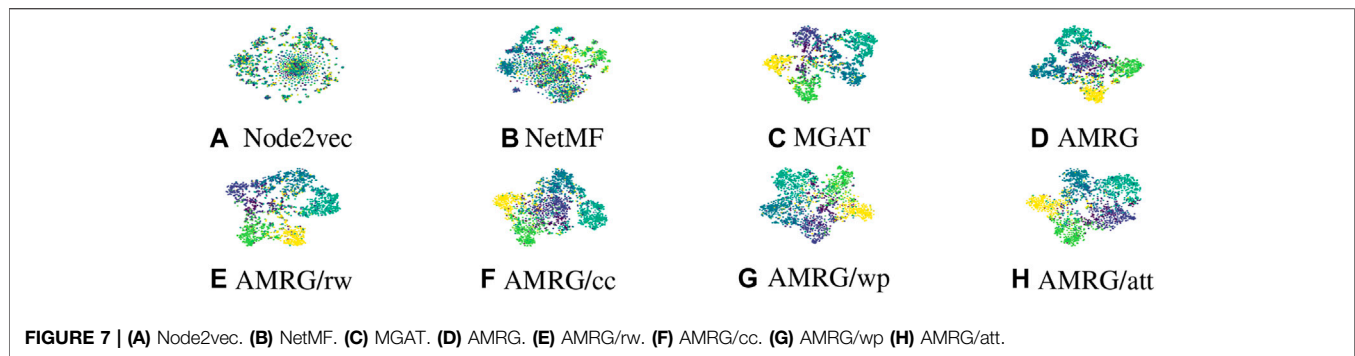 A Node2vec
B NetMF
C MGAT
D AMRG
E AMRG/rw
F AMRG/cc
G AMRG/wp
H AMRG/att
FIGURE 7 | (A) Node2vec. (B) NetMF. (C) MGAT. (D) AMRG. (E) AMRG/rw. (F) AMRG/cc. (G) AMRG/wp (H) AMRG/att.